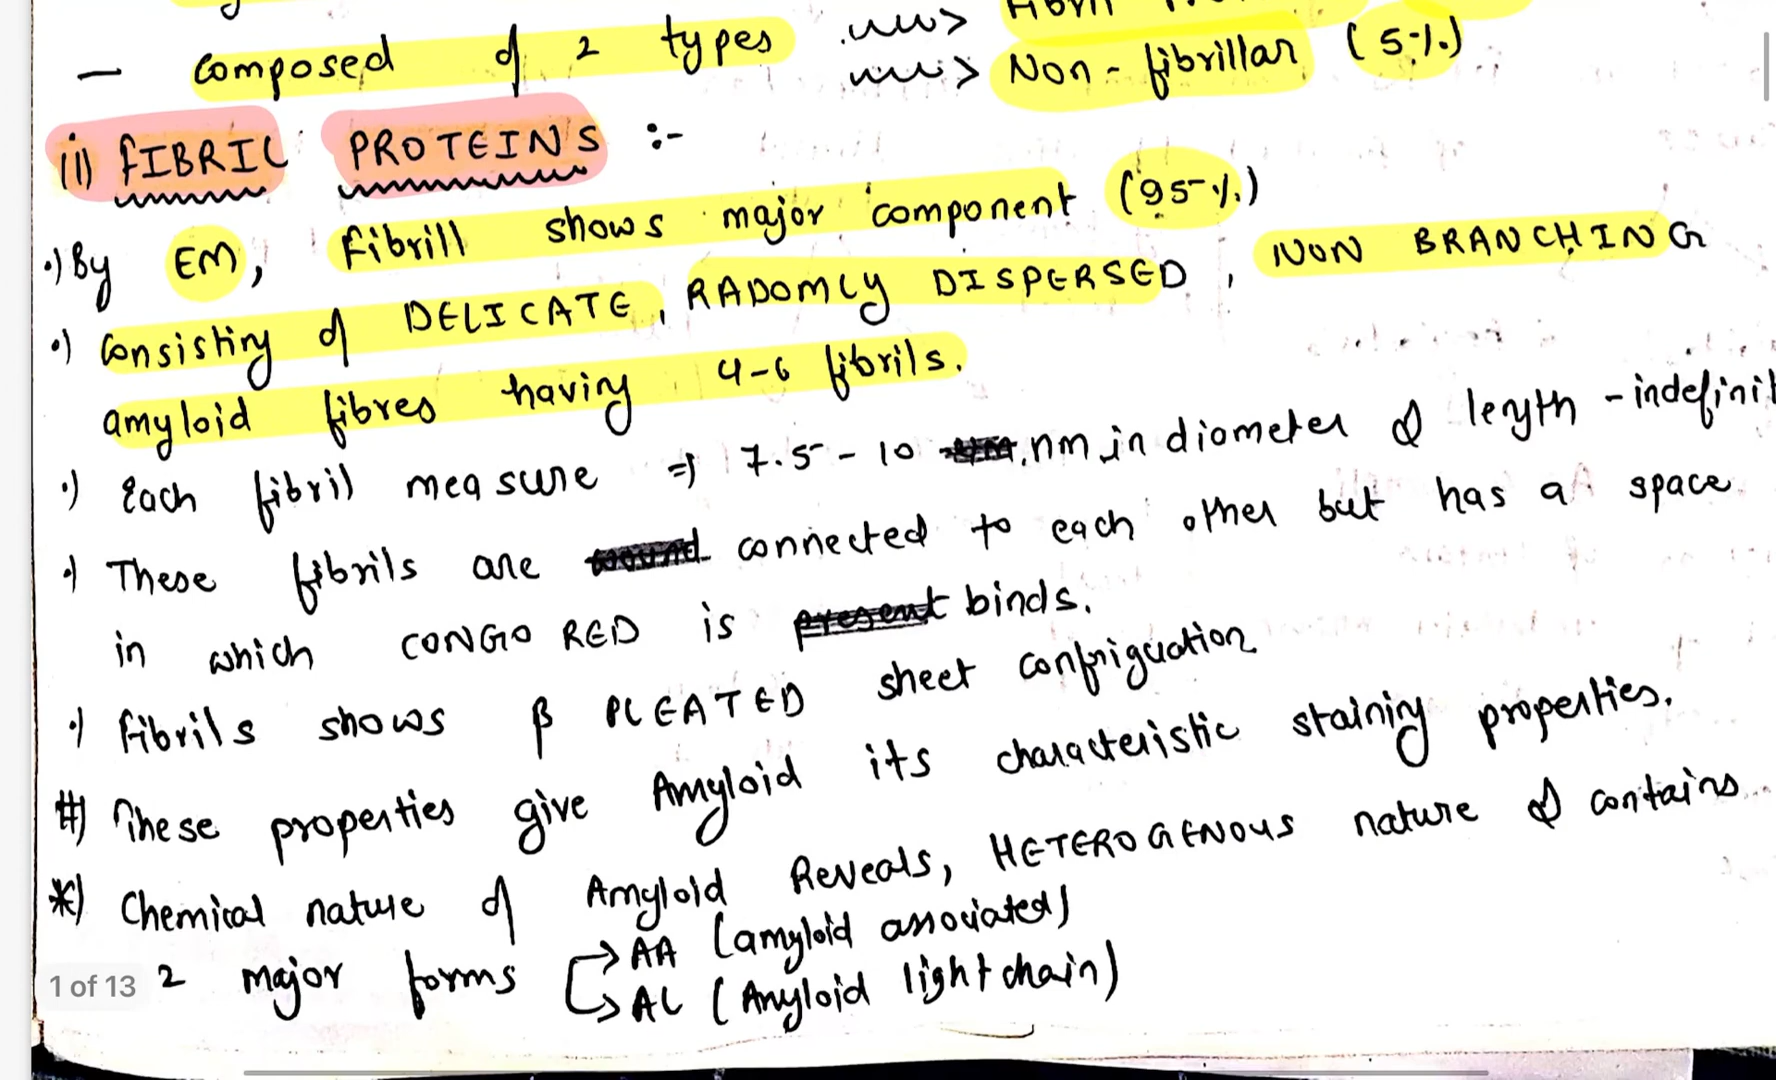 — composed of 2 types ~~~> Non - fibrillar (5%)
(i) FIBRIL PROTEINS :-
•) By EM, fibrill shows major component (95%)
•) Consisting of DELICATE, RADOMLY DISPERSED, NON BRANCHING
amyloid fibres having 4-6 fibrils.
•) Each fibril measure ⇒ 7.5 - 10 nm in diameter & length - indefinit
•) These fibrils are connected to each other but has a space
in which CONGO RED is binds.
•) fibrils shows β PLEATED sheet confriguation
#) These properties give Amyloid its characteristic staining properties.
*) Chemical nature of Amyloid Reveals, HETEROGENOUS nature & contains
2 major forms → AA (amyloid associated)
→ AL (Amyloid light chain)
1 of 13